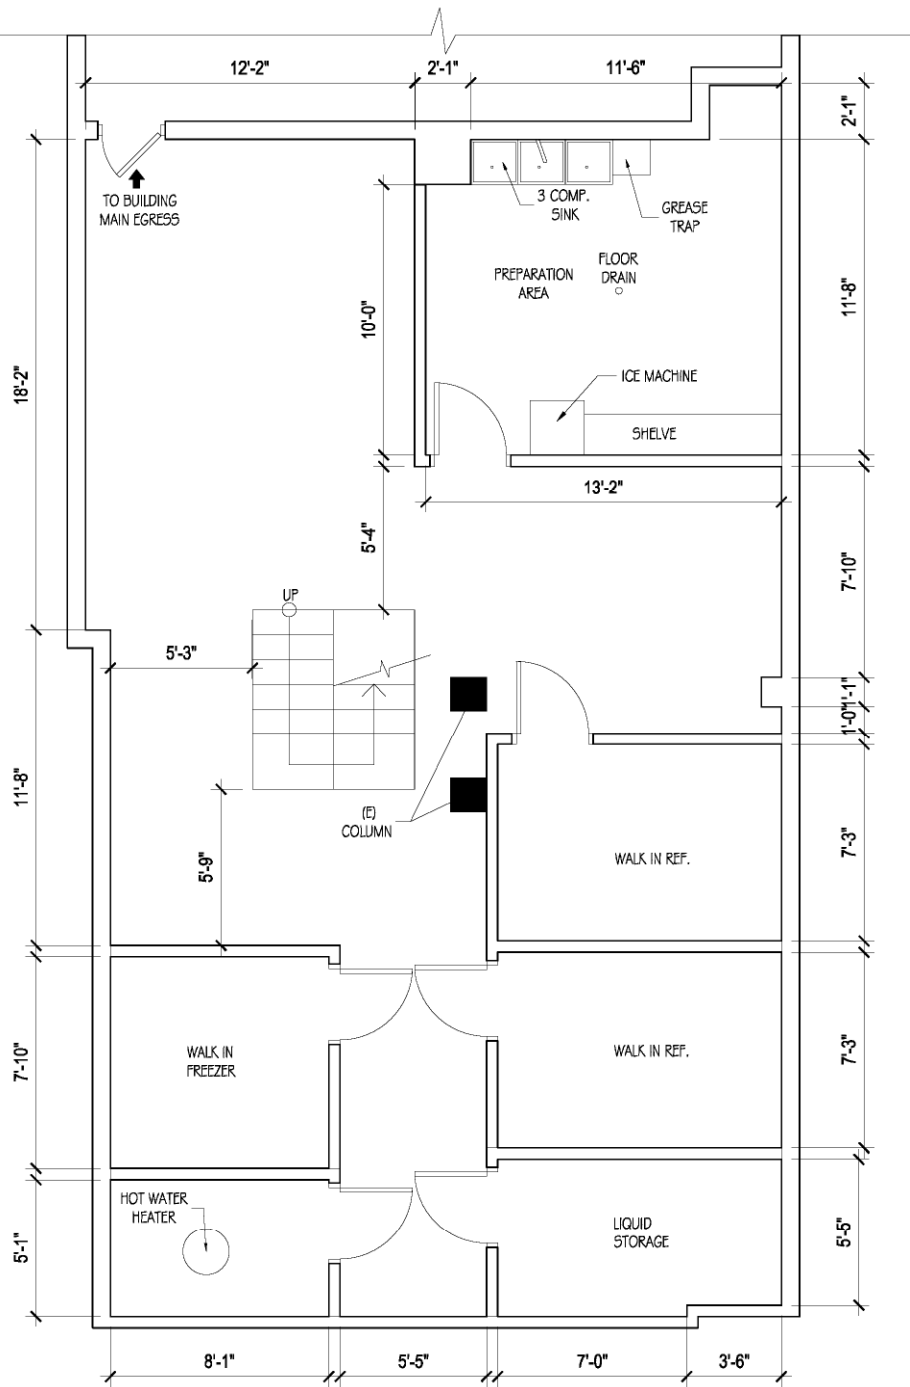 12'-2"
2'-1"
11'-6"
2'-1"
TO BUILDING
MAIN EGRESS
3 COMP.
SINK
GREASE
TRAP
PREPARATION
AREA
FLOOR
DRAIN
10'-0"
11'-8"
18'-2"
ICE MACHINE
SHELVE
13'-2"
5'-4"
7'-10"
UP
5'-3"
1'-1"
1'-0"
11'-8"
(E)
COLUMN
5'-9"
WALK IN REF.
7'-3"
WALK IN
FREEZER
WALK IN REF.
7'-10"
7'-3"
HOT WATER
HEATER
LIQUID
STORAGE
5'-1"
5'-5"
8'-1"
5'-5"
7'-0"
3'-6"